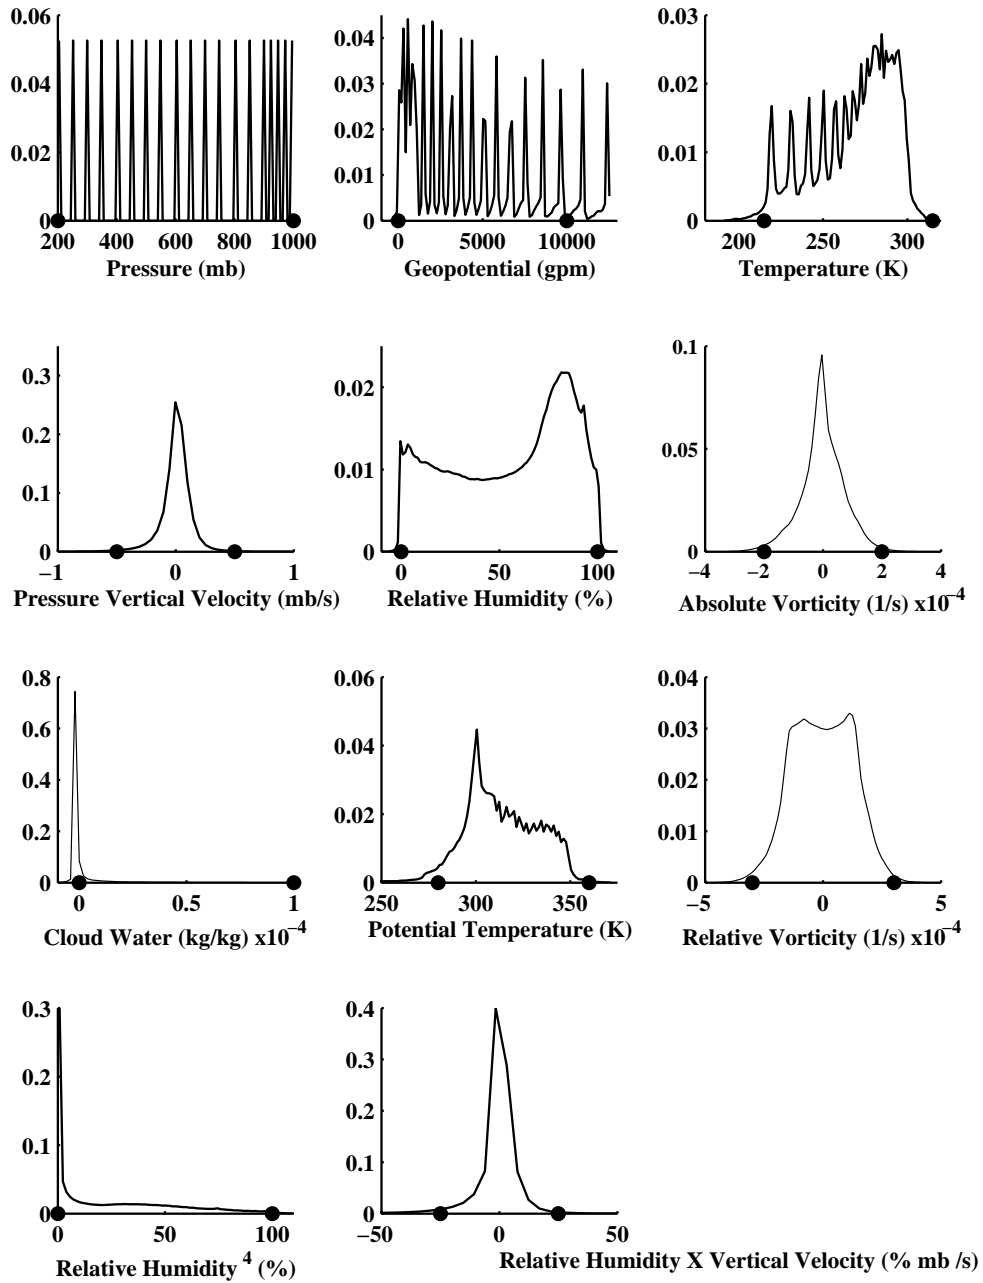 0.06
0.04
0.02
0
200 400 600 800 1000
Pressure (mb)
0.04
0.03
0.02
0.01
0
0 5000 10000
Geopotential (gpm)
0.03
0.02
0.01
0
200 250 300
Temperature (K)
0.3
0.2
0.1
0
−1 0 1
Pressure Vertical Velocity (mb/s)
0.02
0.01
0
0 50 100
Relative Humidity (%)
0.1
0.05
0
−4 −2 0 2 4
Absolute Vorticity (1/s) x10−4
0.8
0.6
0.4
0.2
0
0 0.5 1
Cloud Water (kg/kg) x10−4
0.06
0.04
0.02
0
250 300 350
Potential Temperature (K)
0.04
0.03
0.02
0.01
0
−5 0 5
Relative Vorticity (1/s) x10−4
0.3
0.2
0.1
0
0 50 100
Relative Humidity 4 (%)
0.4
0.3
0.2
0.1
0
−50 0 50
Relative Humidity X Vertical Velocity (% mb /s)